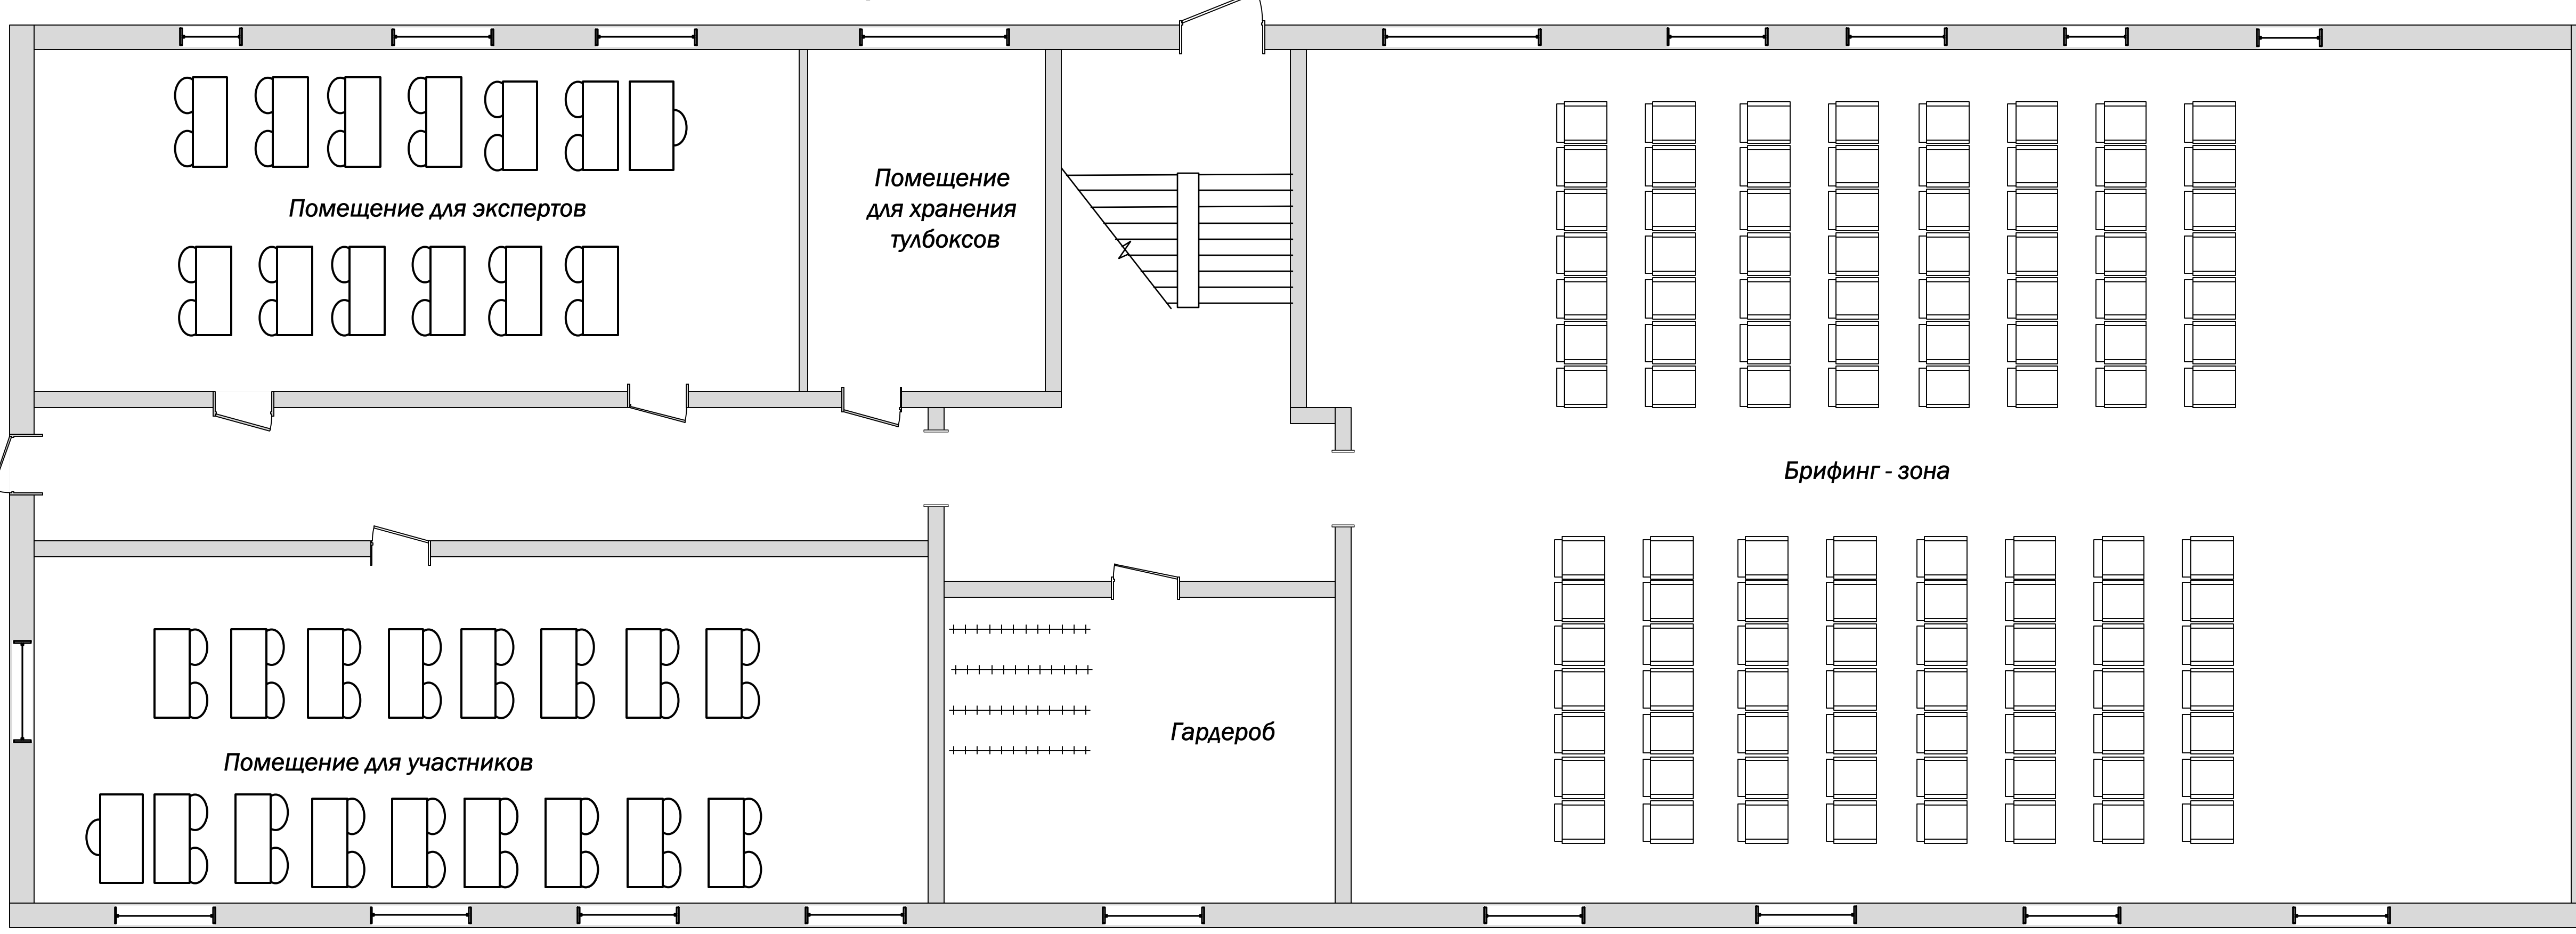 Помещение для экспертов
Помещение
для хранения
тулбоксов
Брифинг - зона
Помещение для участников
Гардероб